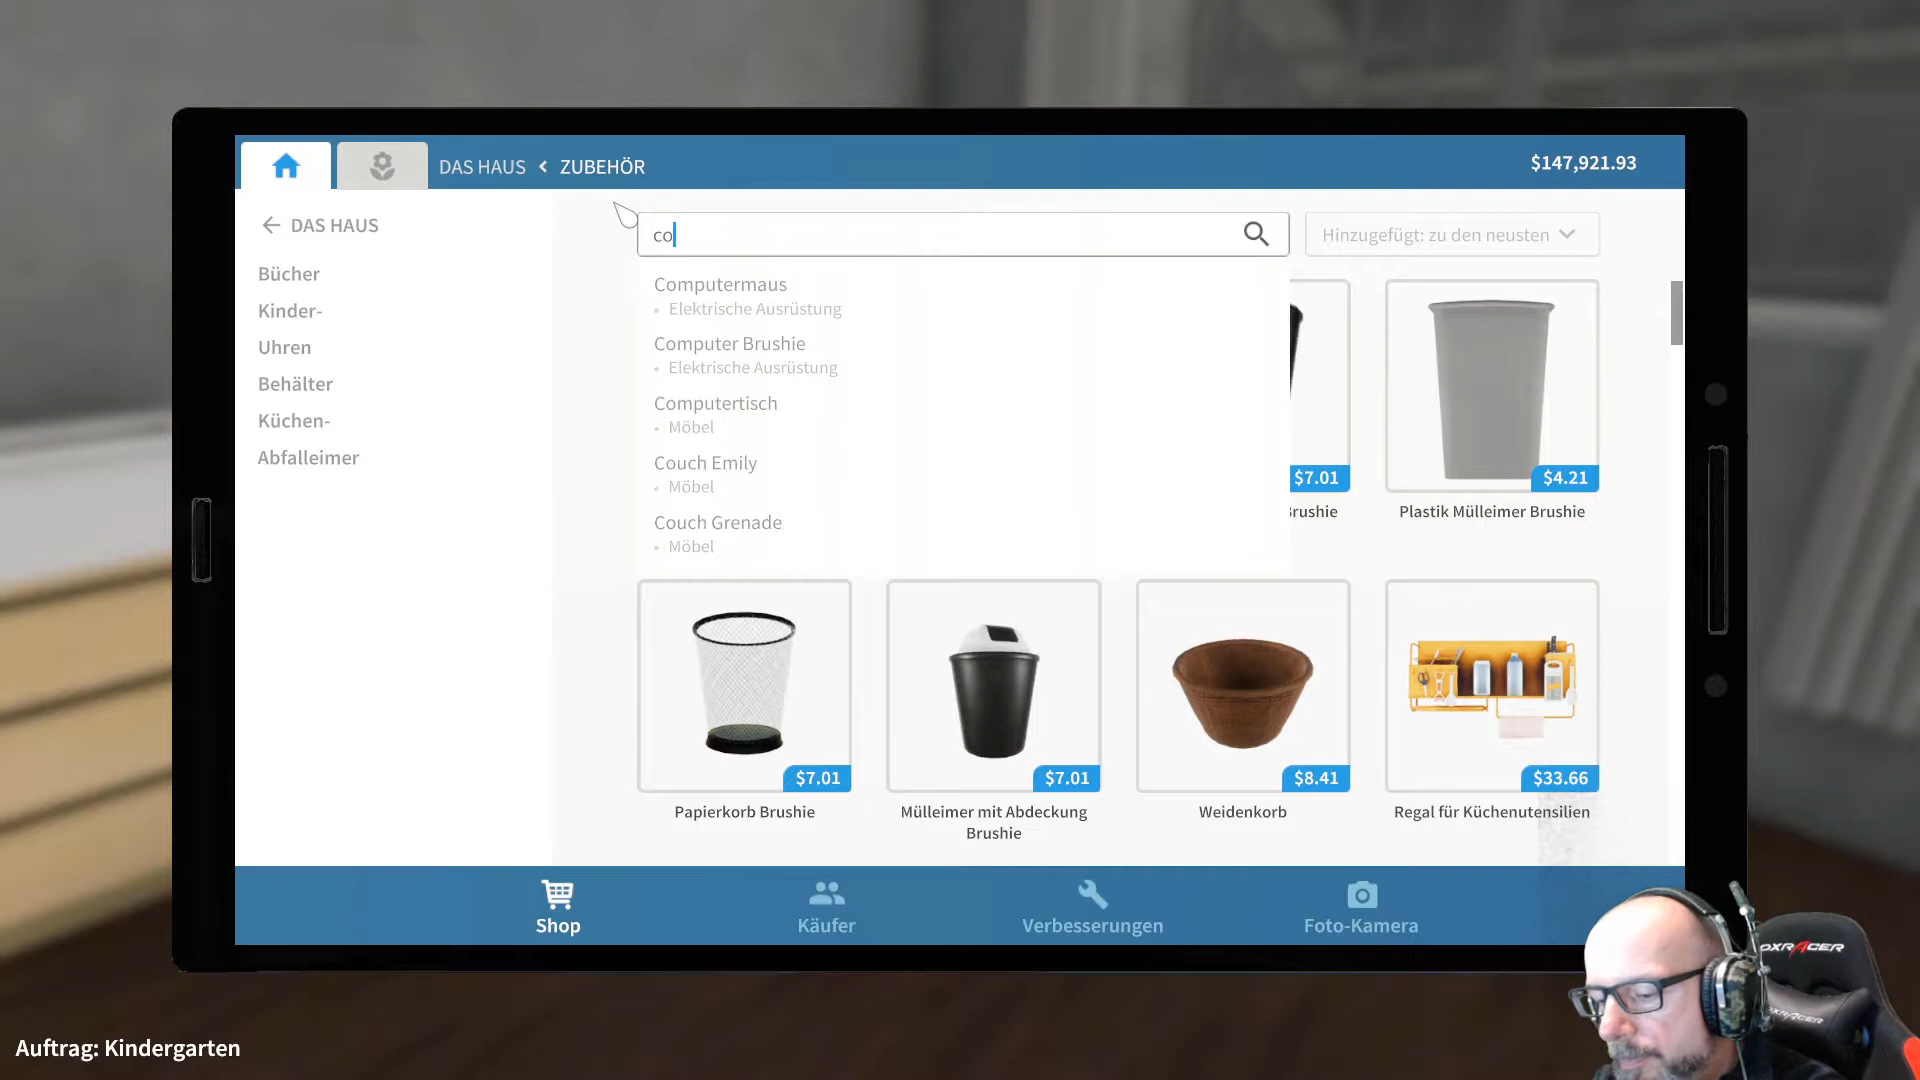 DAS HAUS < ZUBEHÖR
$147,921.93
DAS HAUS
co
Hinzugefügt: zu den neusten
Bücher
Kinder-
Uhren
Behälter
Küchen-
Abfalleimer
Computermaus
Elektrische Ausrüstung
Computer Brushie
Elektrische Ausrüstung
Computertisch
Möbel
Couch Emily
Möbel
Couch Grenade
Möbel
$7.01
$4.21
Brushie
Plastik Mülleimer Brushie
$7.01
$7.01
$8.41
$33.66
Papierkorb Brushie
Mülleimer mit Abdeckung
Brushie
Weidenkorb
Regal für Küchenutensilien
Shop
Käufer
Verbesserungen
Foto-Kamera
DXRACER
DXRACER
Auftrag: Kindergarten